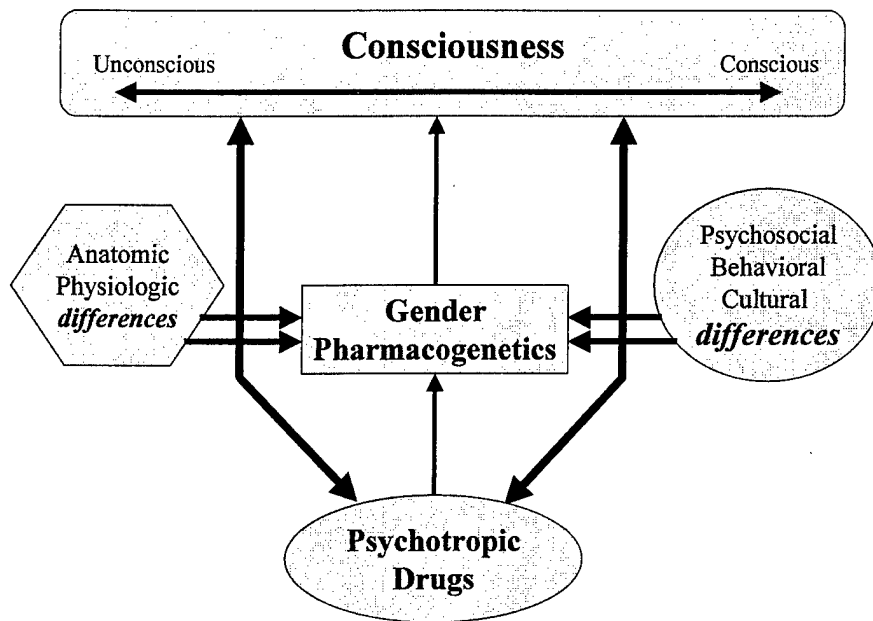 Consciousness
Unconscious Conscious
Anatomic
Physiologic
differences
Psychosocial
Behavioral
Cultural
differences
Gender
Pharmacogenetics
Psychotropic
Drugs